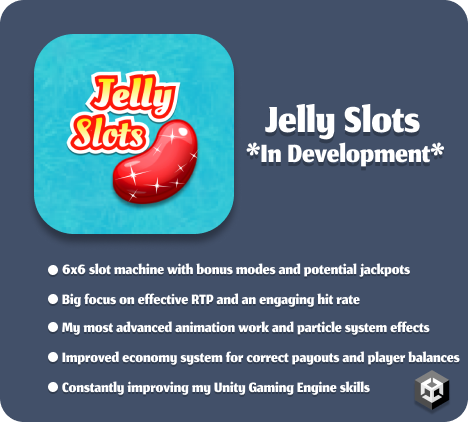 Jelly
Slots
Jelly Slots
*In Development*
● 6x6 slot machine with bonus modes and potential jackpots
● Big focus on effective RTP and an engaging hit rate
● My most advanced animation work and particle system effects
● Improved economy system for correct payouts and player balances
● Constantly improving my Unity Gaming Engine skills